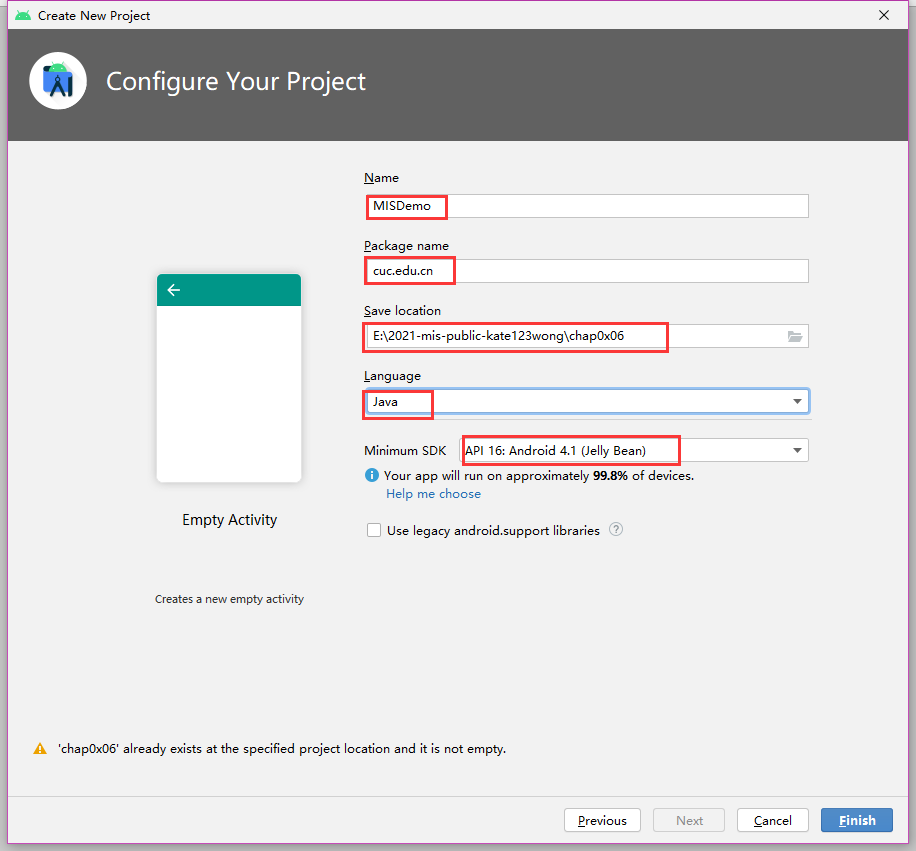 Create New Project
Configure Your Project
Name
MISDemo
Package name
cuc.edu.cn
Save location
E:\2021-mis-public-kate123wong\chap0x06
Language
Java
Minimum SDK API 16: Android 4.1 (Jelly Bean)
Your app will run on approximately 99.8% of devices.
Help me choose
Use legacy android.support libraries ?
Empty Activity
Creates a new empty activity
'chap0x06' already exists at the specified project location and it is not empty.
Previous Next Cancel Finish